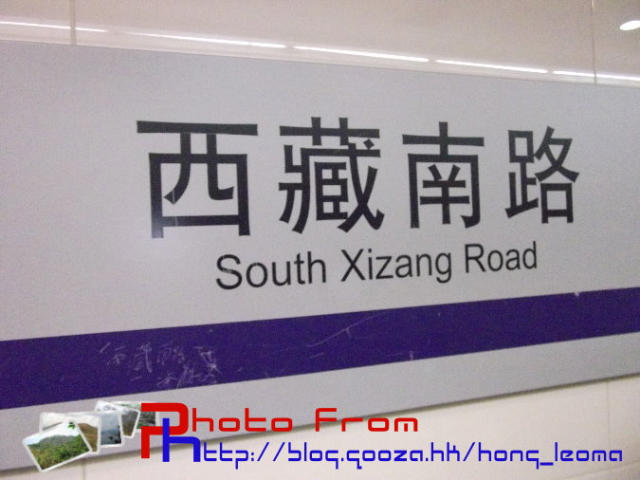 西藏南路
South Xizang Road
Photo From
http://blog.qooza.hk/hong_leoma